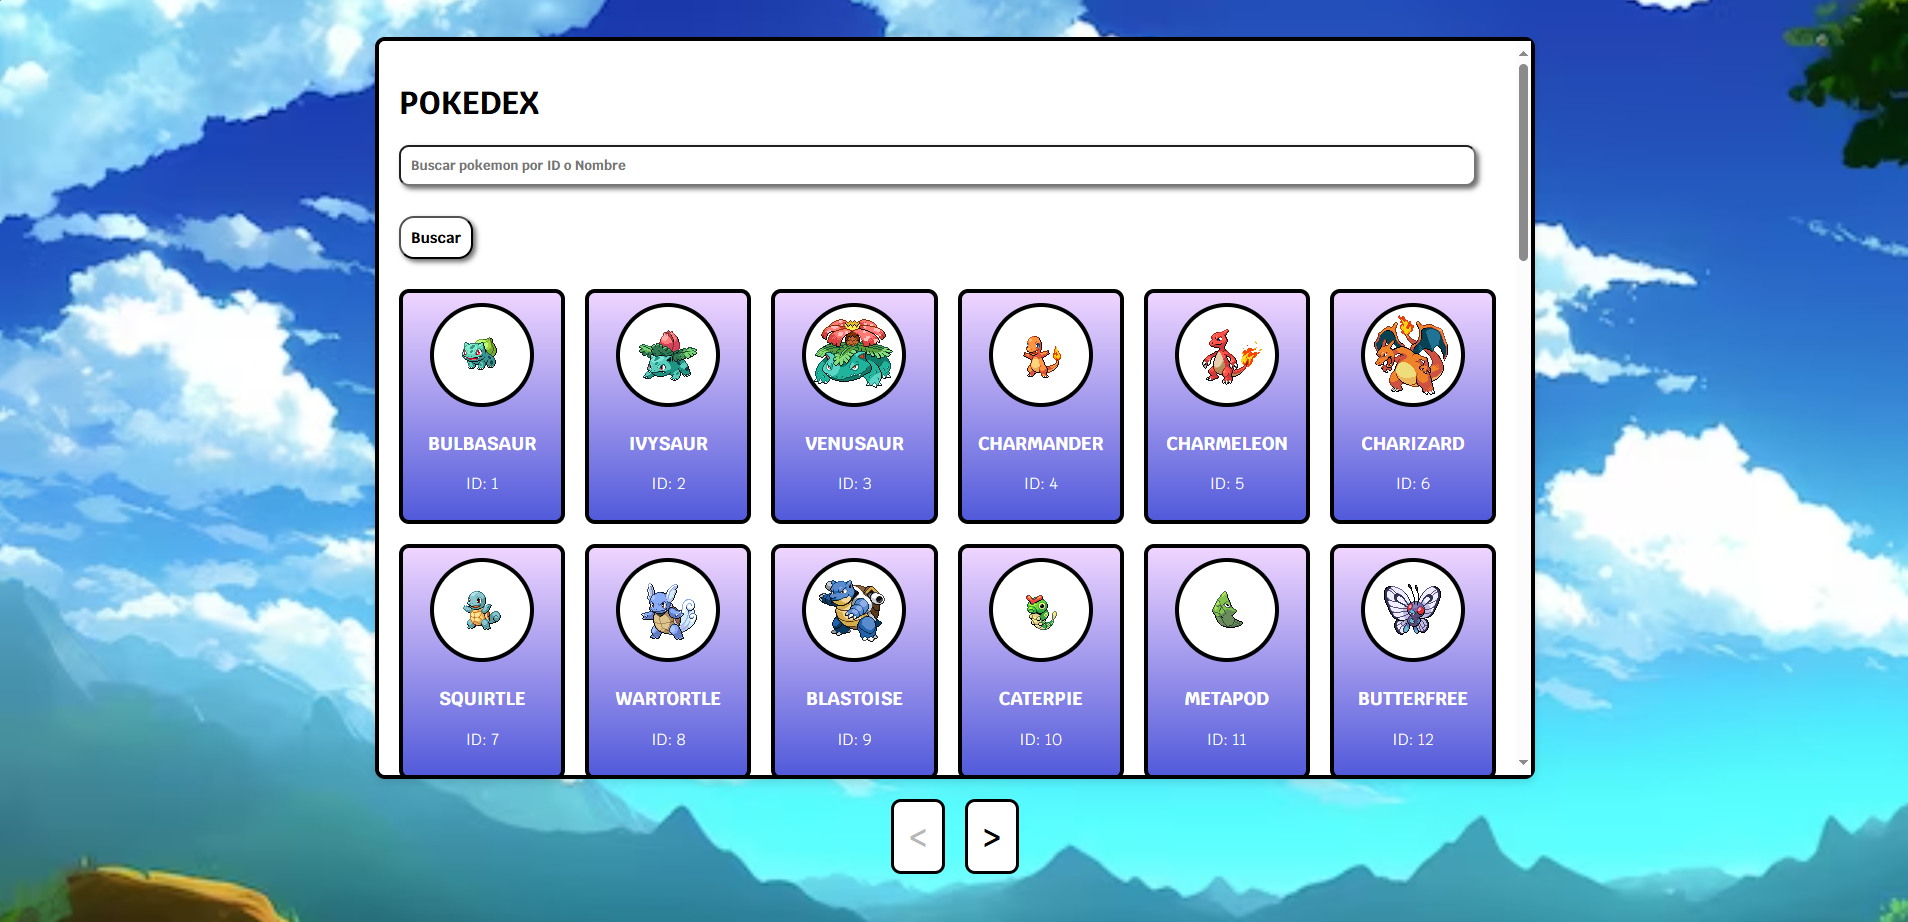 POKEDEX
Buscar pokemon por ID o Nombre
Buscar
BULBASAUR
ID: 1
IVYSAUR
ID: 2
VENUSAUR
ID: 3
CHARMANDER
ID: 4
CHARMELEON
ID: 5
CHARIZARD
ID: 6
SQUIRTLE
ID: 7
WARTORTLE
ID: 8
BLASTOISE
ID: 9
CATERPIE
ID: 10
METAPOD
ID: 11
BUTTERFREE
ID: 12
< >